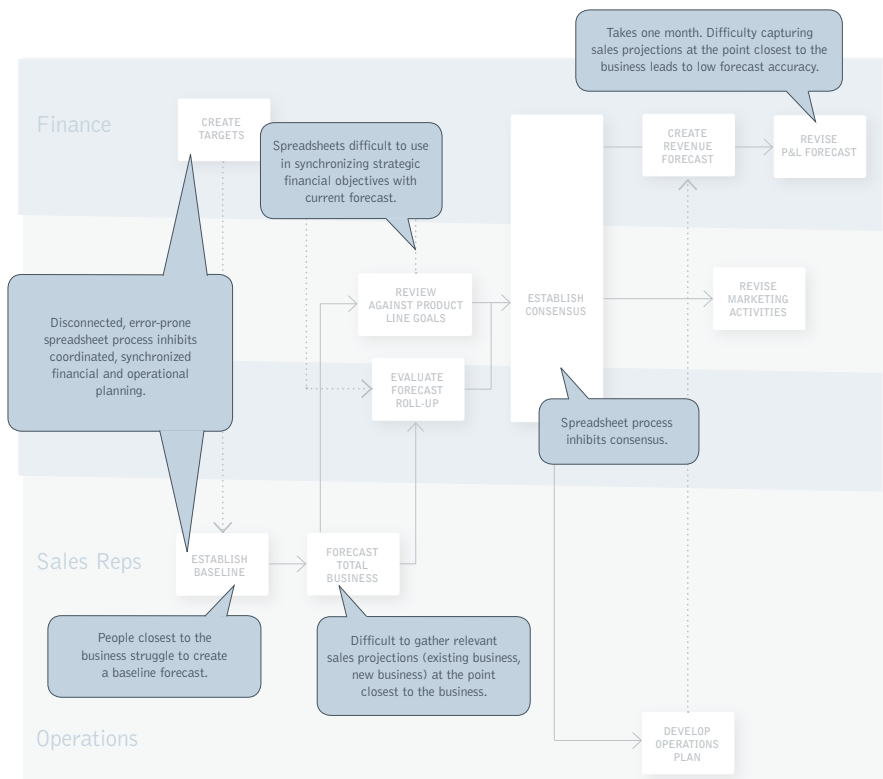 Takes one month. Difficulty capturing
sales projections at the point closest to the
business leads to low forecast accuracy.
Finance
CREATE
TARGETS
Spreadsheets difficult to use
in synchronizing strategic
financial objectives with
current forecast.
CREATE
REVENUE
FORECAST
REVISE
P&L FORECAST
Disconnected, error-prone
spreadsheet process inhibits
coordinated, synchronized
financial and operational
planning.
REVIEW
AGAINST PRODUCT
LINE GOALS
ESTABLISH
CONSENSUS
REVISE
MARKETING
ACTIVITIES
EVALUATE
FORECAST
ROLL-UP
Spreadsheet process
inhibits consensus.
Sales Reps
ESTABLISH
BASELINE
FORECAST
TOTAL
BUSINESS
People closest to the
business struggle to create
a baseline forecast.
Difficult to gather relevant
sales projections (existing business,
new business) at the point
closest to the business.
Operations
DEVELOP
OPERATIONS
PLAN